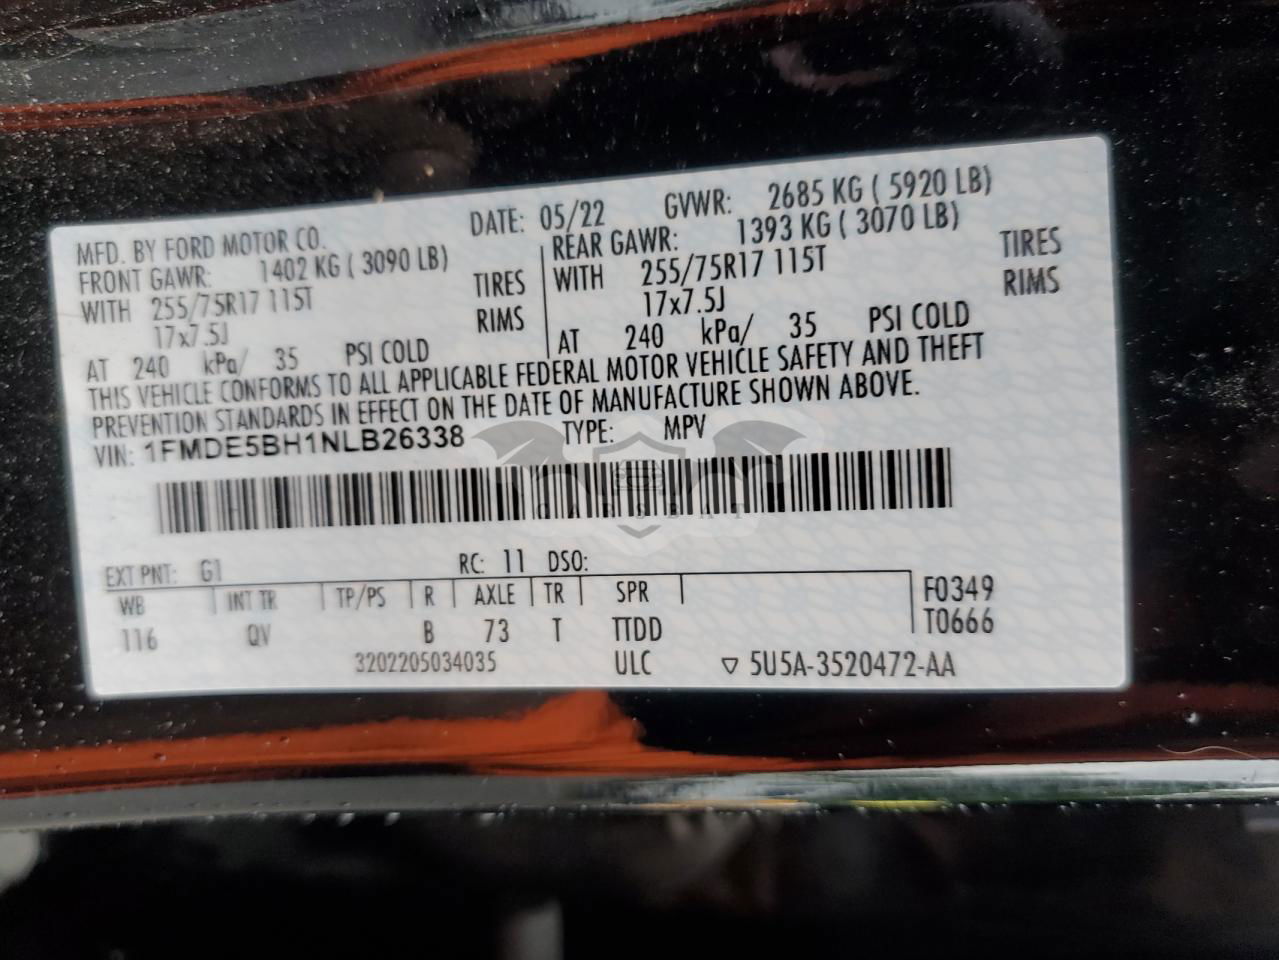 MFD. BY FORD MOTOR CO. DATE: 05/22 GVWR: 2685 KG ( 5920 LB)
FRONT GAWR: 1402 KG ( 3090 LB) REAR GAWR: 1393 KG ( 3070 LB)
WITH 255/75R17 115T TIRES WITH 255/75R17 115T TIRES
17x7.5J RIMS 17x7.5J RIMS
AT 240 kPa/ 35 PSI COLD AT 240 kPa/ 35 PSI COLD
THIS VEHICLE CONFORMS TO ALL APPLICABLE FEDERAL MOTOR VEHICLE SAFETY AND THEFT
PREVENTION STANDARDS IN EFFECT ON THE DATE OF MANUFACTURE SHOWN ABOVE.
VIN: 1FMDE5BH1NLB26338 TYPE: MPV
CARSBAT
EXT PNT: G1 RC: 11 DSO:
WB INT TR TP/PS R AXLE TR SPR F0349
116 QV B 73 T TTDD T0666
3202205034035 ULC ▽ 5U5A-3520472-AA